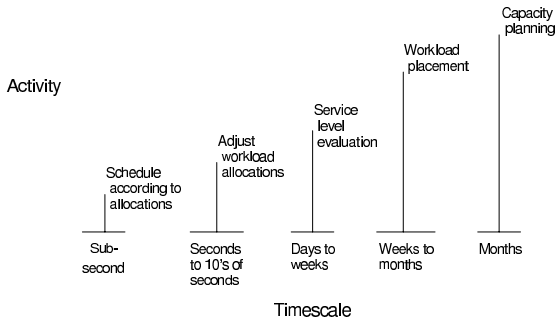 Capacity
planning
Workload
placement
Activity
Service
level
evaluation
Adjust
workload
allocations
Schedule
according to
allocations
Sub-
second
Seconds
to 10's of
seconds
Days to
weeks
Weeks to
months
Months
Timescale